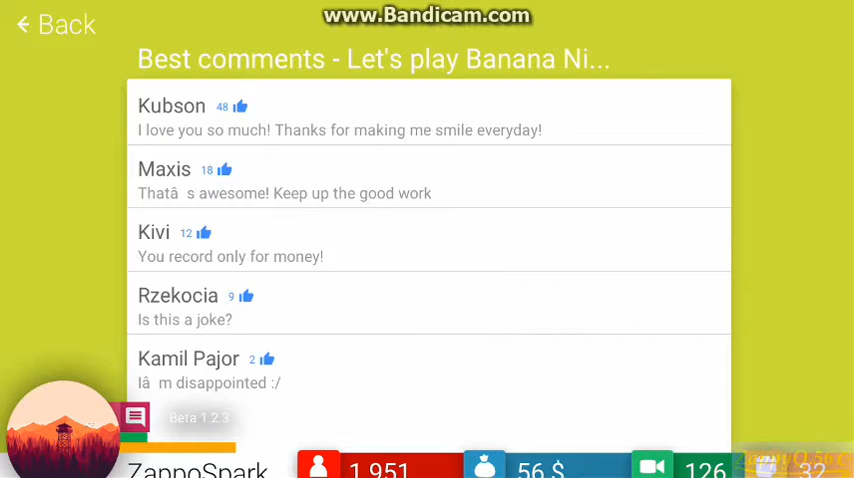 www.Bandicam.com
Back
Best comments - Let's play Banana Ni...
Kubson 48
I love you so much! Thanks for making me smile everyday!
Maxis 18
Thatâ s awesome! Keep up the good work
Kivi 12
You record only for money!
Rzekocia 9
Is this a joke?
Kamil Pajor 2
Iâ m disappointed :/
Beta 1.2.3
ZappoSpark 1 951 56 $ 126 32